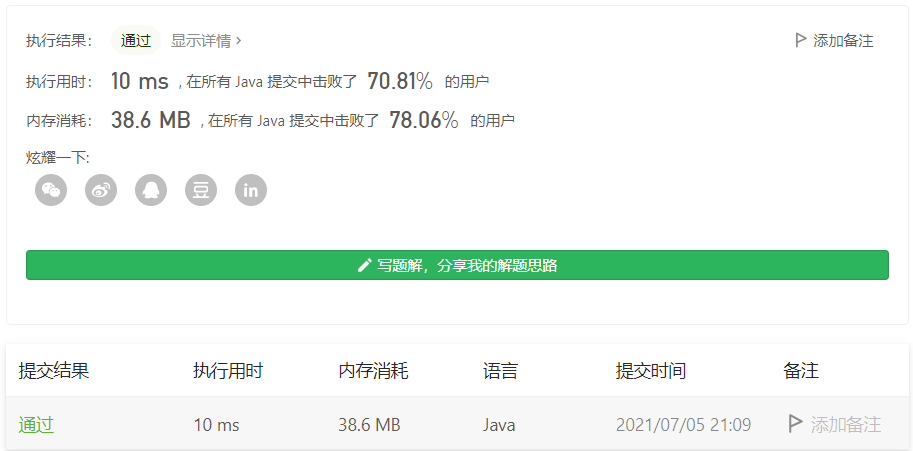 执行结果： 通过 显示详情 › 添加备注
执行用时： 10 ms , 在所有 Java 提交中击败了 70.81% 的用户
内存消耗： 38.6 MB , 在所有 Java 提交中击败了 78.06% 的用户
炫耀一下:
豆 in
写题解，分享我的解题思路
提交结果 执行用时 内存消耗 语言 提交时间 备注
通过 10 ms 38.6 MB Java 2021/07/05 21:09 添加备注